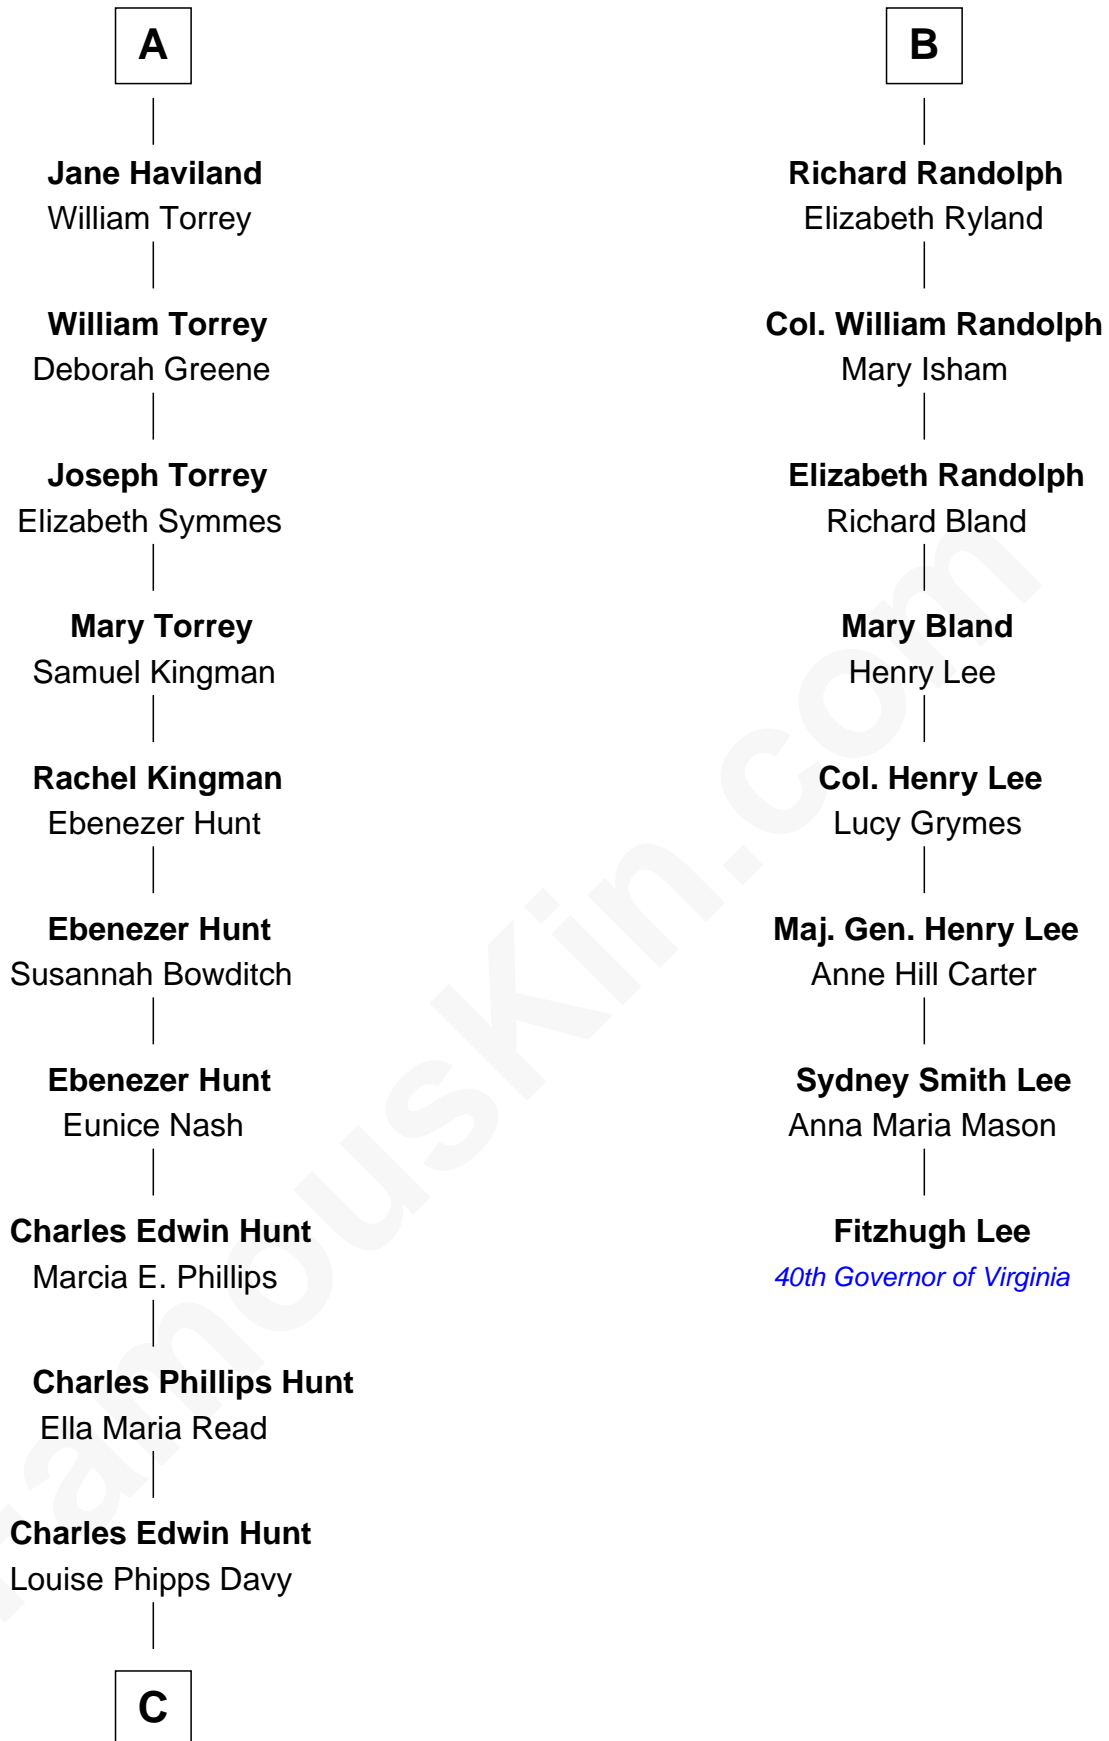 A
Jane Haviland
William Torrey
William Torrey
Deborah Greene
Joseph Torrey
Elizabeth Symmes
Mary Torrey
Samuel Kingman
Rachel Kingman
Ebenezer Hunt
Ebenezer Hunt
Susannah Bowditch
Ebenezer Hunt
Eunice Nash
Charles Edwin Hunt
Marcia E. Phillips
Charles Phillips Hunt
Ella Maria Read
Charles Edwin Hunt
Louise Phipps Davy
C
B
Richard Randolph
Elizabeth Ryland
Col. William Randolph
Mary Isham
Elizabeth Randolph
Richard Bland
Mary Bland
Henry Lee
Col. Henry Lee
Lucy Grymes
Maj. Gen. Henry Lee
Anne Hill Carter
Sydney Smith Lee
Anna Maria Mason
Fitzhugh Lee
40th Governor of Virginia
FamousKin.com